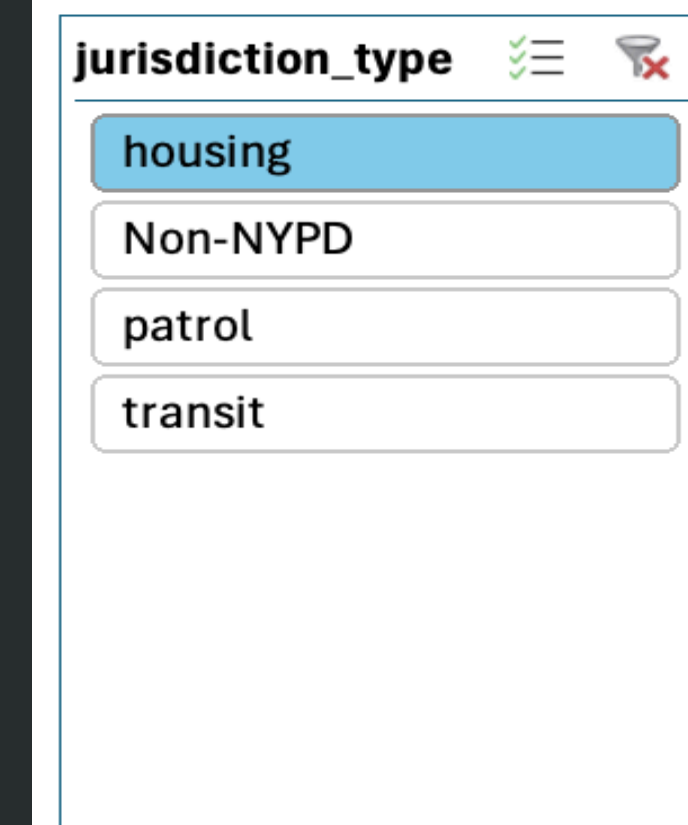 jurisdiction_type
housing
Non-NYPD
patrol
transit